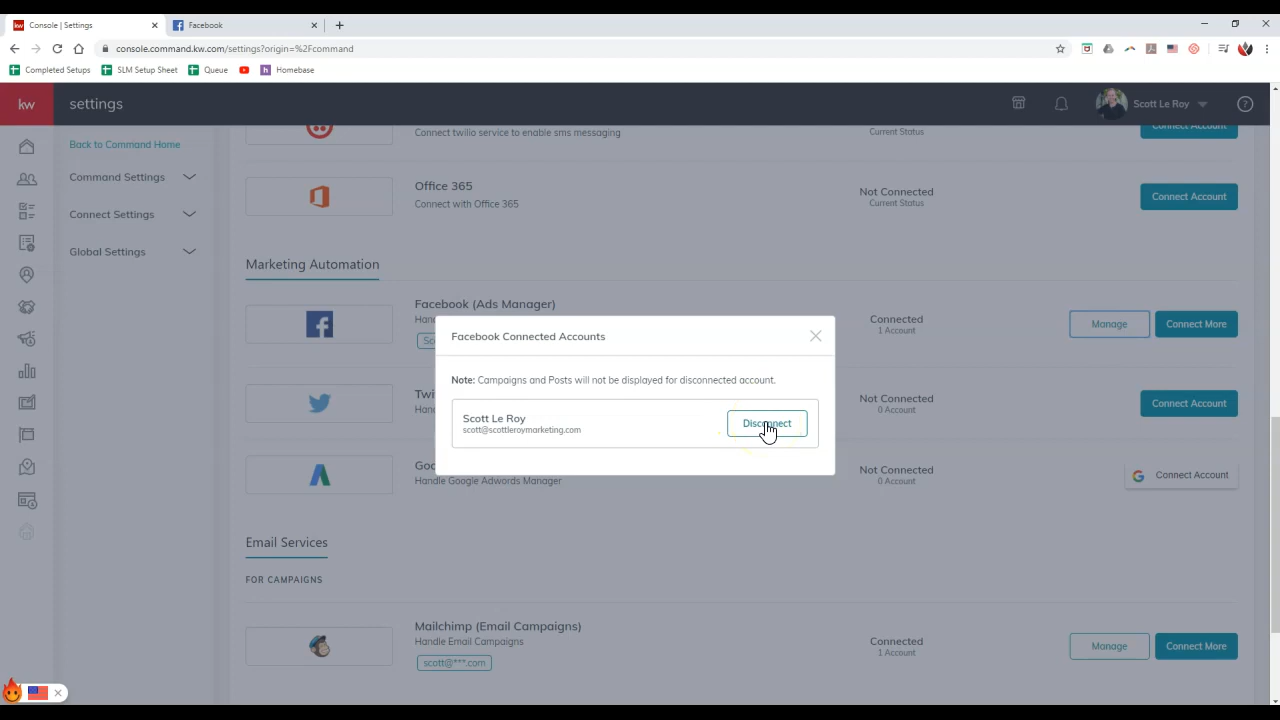 kw Console | Settings
Facebook
console.command.kw.com/settings?origin=%2Fcommand
Completed Setups
SLM Setup Sheet
Queue
Homebase
kw
settings
Scott Le Roy
Back to Command Home
Command Settings
Connect Settings
Global Settings
Connect twilio service to enable sms messaging
Current Status
Connect Account
Office 365
Connect with Office 365
Not Connected
Current Status
Connect Account
Marketing Automation
Facebook (Ads Manager)
Han
Sc
Connected
1 Account
Manage
Connect More
Facebook Connected Accounts
Note: Campaigns and Posts will not be displayed for disconnected account.
Scott Le Roy
scott@scottleroymarketing.com
Disconnect
Twi
Han
Not Connected
0 Account
Connect Account
Goo
Handle Google Adwords Manager
Not Connected
0 Account
Connect Account
Email Services
FOR CAMPAIGNS
Mailchimp (Email Campaigns)
Handle Email Campaigns
scott@***.com
Connected
1 Account
Manage
Connect More